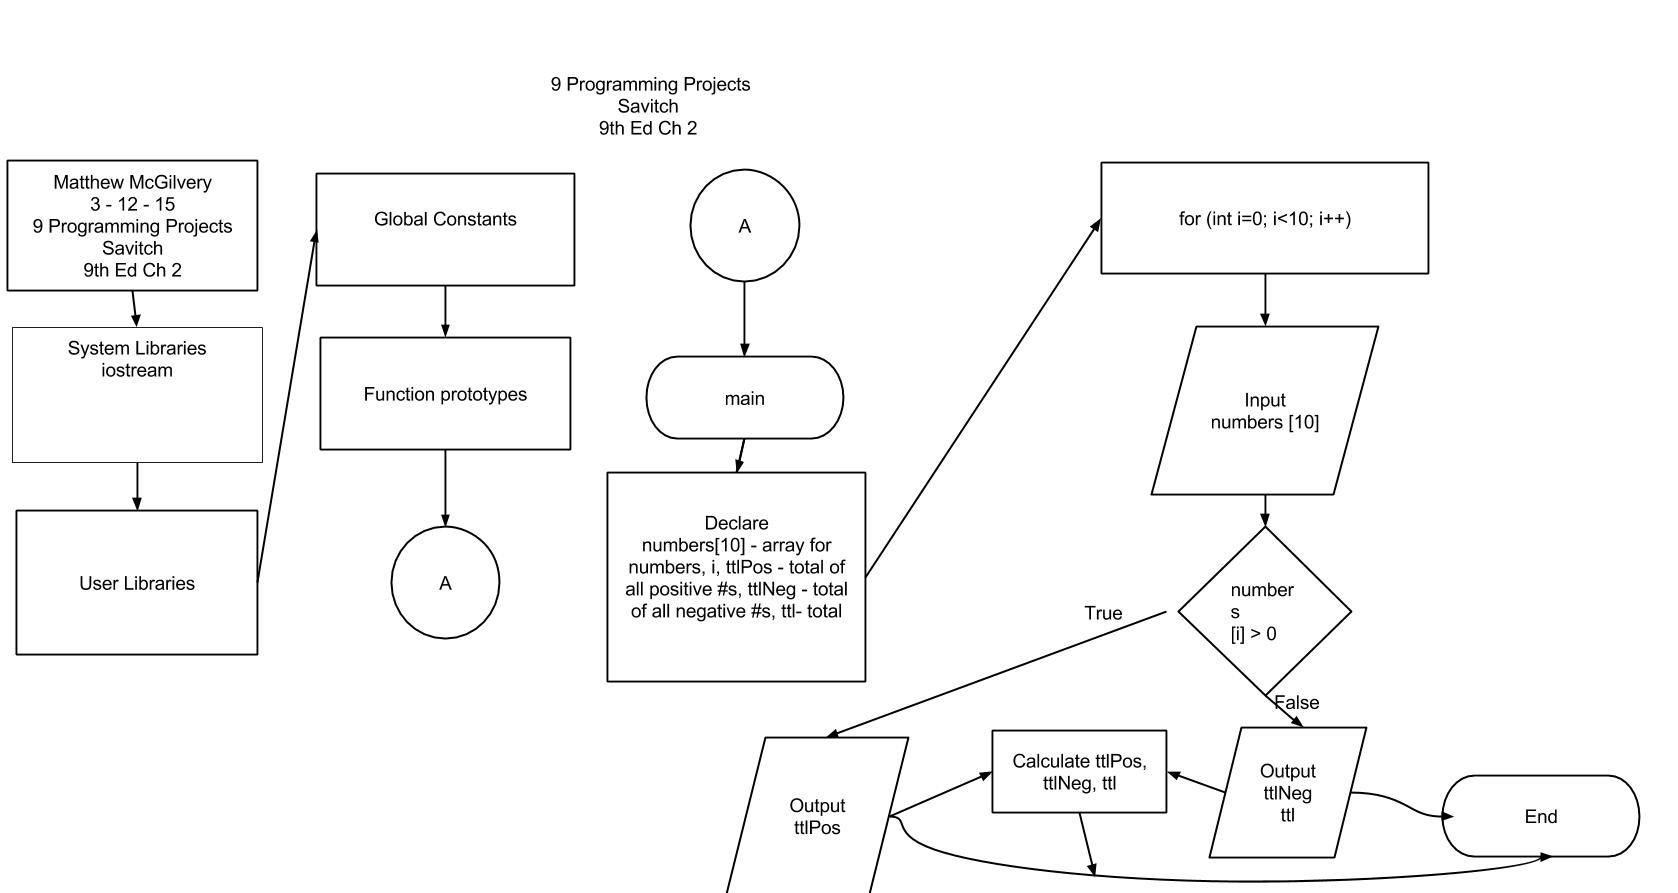 9 Programming Projects
Savitch
9th Ed Ch 2
Matthew McGilvery
3 - 12 - 15
9 Programming Projects
Savitch
9th Ed Ch 2
System Libraries
iostream
User Libraries
Global Constants
Function prototypes
A
A
main
Declare
numbers[10] - array for
numbers, i, ttlPos - total of
all positive #s, ttlNeg - total
of all negative #s, ttl- total
for (int i=0; i<10; i++)
Input
numbers [10]
number
s
[i] > 0
True
False
Output
ttlPos
Calculate ttlPos,
ttlNeg, ttl
Output
ttlNeg
ttl
End